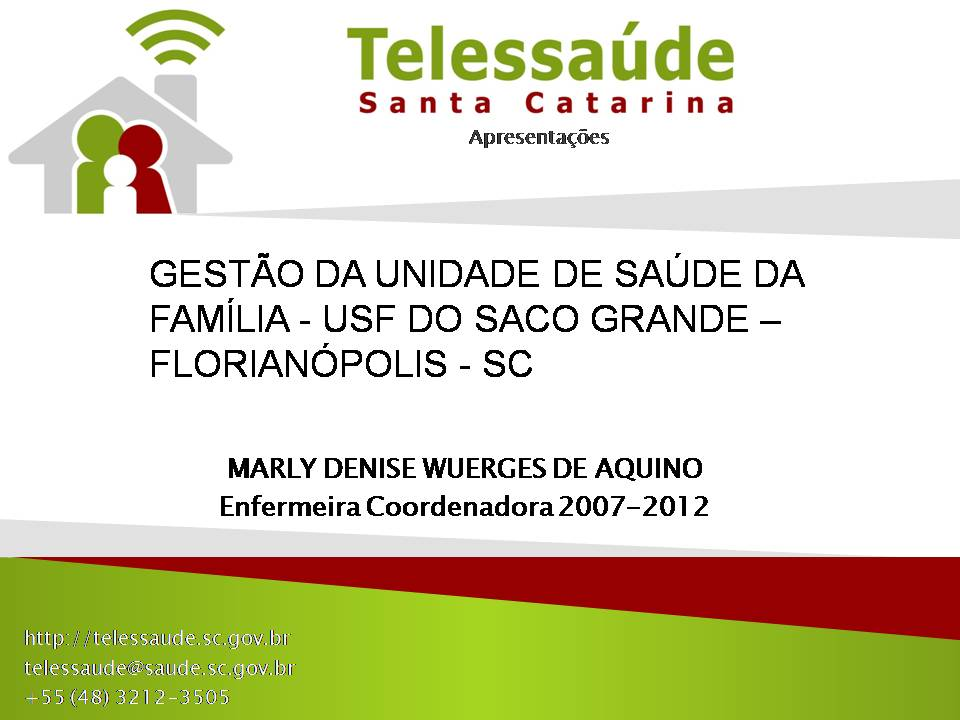 Telessaúde
Santa Catarina
Apresentações
GESTÃO DA UNIDADE DE SAÚDE DA
FAMÍLIA - USF DO SACO GRANDE –
FLORIANÓPOLIS - SC
MARLY DENISE WUERGES DE AQUINO
Enfermeira Coordenadora 2007-2012
http://telessaude.sc.gov.br
telessaude@saude.sc.gov.br
+55 (48) 3212-3505